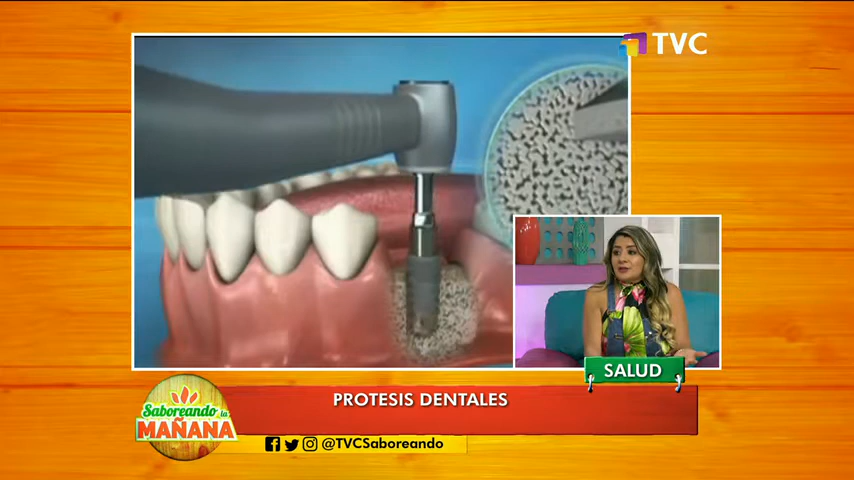 TVC
SALUD
PROTESIS DENTALES
Saboreando la
MAÑANA
@TVCSaboreando